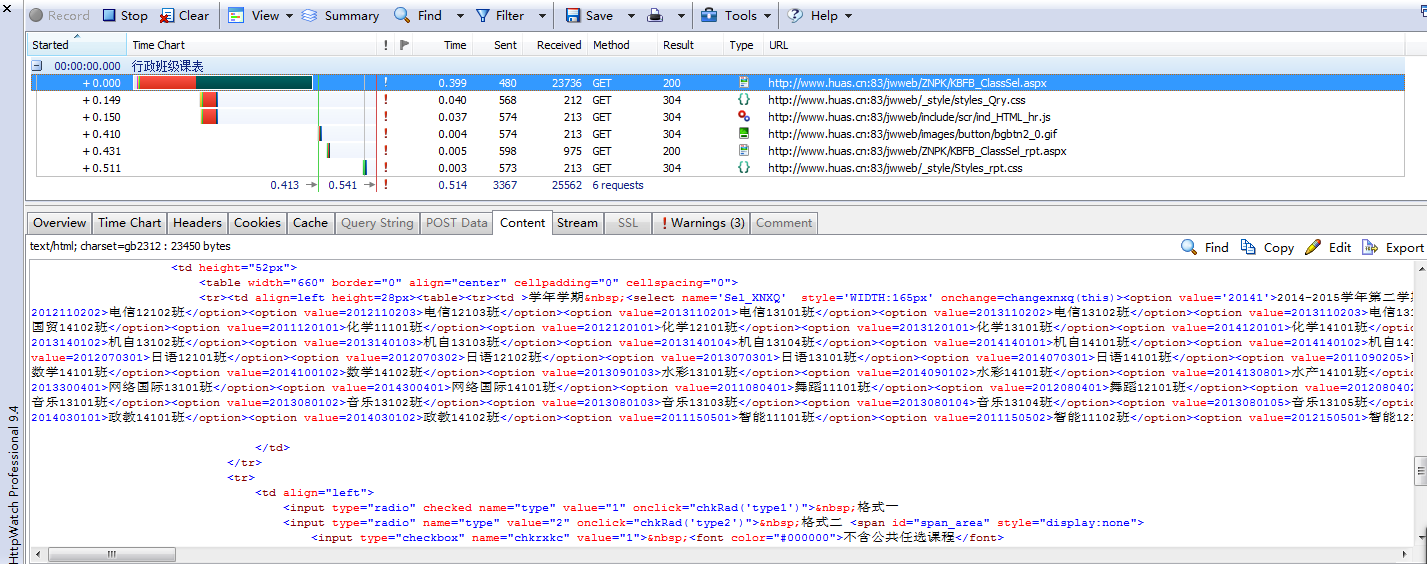 Record Stop Clear View Summary Find Filter Save Tools Help
Started Time Chart ! Time Sent Received Method Result Type URL
00:00:00.000 行政班级课表
+ 0.000 ! 0.399 480 23736 GET 200 http://www.huas.cn:83/jwweb/ZNPK/KBFB_ClassSel.aspx
+ 0.149 ! 0.040 568 212 GET 304 http://www.huas.cn:83/jwweb/_style/styles_Qry.css
+ 0.150 ! 0.037 574 213 GET 304 http://www.huas.cn:83/jwweb/include/scr/ind_HTML_hr.js
+ 0.410 0.004 574 213 GET 304 http://www.huas.cn:83/jwweb/images/button/bgbtn2_0.gif
+ 0.431 0.005 598 975 GET 200 http://www.huas.cn:83/jwweb/ZNPK/KBFB_ClassSel_rpt.aspx
+ 0.511 0.003 573 213 GET 304 http://www.huas.cn:83/jwweb/_style/Styles_rpt.css
0.413 0.541 ! 0.514 3367 25562 6 requests
Overview Time Chart Headers Cookies Cache Query String POST Data Content Stream SSL ! Warnings (3) Comment
text/html; charset=gb2312 : 23450 bytes
Find Copy Edit Export
<td height="52px">
<table width="660" border="0" align="center" cellpadding="0" cellspacing="0">
<tr><td align=left height=28px><table><tr><td >学年学期&nbsp;<select name='Sel_XNXQ' style='WIDTH:165px' onchange=changexnxq(this)><option value='20141'>2014-2015学年第二学
2012110202>电信12102班</option><option value=2012110203>电信12103班</option><option value=2013110201>电信13101班</option><option value=2013110202>电信13102班</option><option value=2013110203>电信131
国贸14102班</option><option value=2011120101>化学11101班</option><option value=2012120101>化学12101班</option><option value=2013120101>化学13101班</option><option value=2014120101>化学14101班</opti
2013140102>机自13102班</option><option value=2013140103>机自13103班</option><option value=2013140104>机自13104班</option><option value=2014140101>机自14101班</option><option value=2014140102>机自141
value=2012070301>日语12101班</option><option value=2012070302>日语12102班</option><option value=2013070301>日语13101班</option><option value=2014070301>日语14101班</option><option value=2011090205>
数学14101班</option><option value=2014100102>数学14102班</option><option value=2013090103>水彩13101班</option><option value=2014090102>水彩14101班</option><option value=2014130801>水产14101班</opti
2013300401>网络国际13101班</option><option value=2014300401>网络国际14101班</option><option value=2011080401>舞蹈11101班</option><option value=2012080401>舞蹈12101班</option><option value=201208040
音乐13101班</option><option value=2013080102>音乐13102班</option><option value=2013080103>音乐13103班</option><option value=2013080104>音乐13104班</option><option value=2013080105>音乐13105班</opti
2014030101>政教14101班</option><option value=2014030102>政教14102班</option><option value=2011150501>智能11101班</option><option value=2011150502>智能11102班</option><option value=2012150501>智能121
</td>
</tr>
<tr>
<td align="left">
<input type="radio" checked name="type" value="1" onclick="chkRad('type1')">&nbsp;格式一
<input type="radio" name="type" value="2" onclick="chkRad('type2')">&nbsp;格式二 <span id="span_area" style="display:none">
<input type="checkbox" name="chkrxkc" value="1">&nbsp;<font color="#000000">不含公共任选课程</font>
HttpWatch Professional 9.4